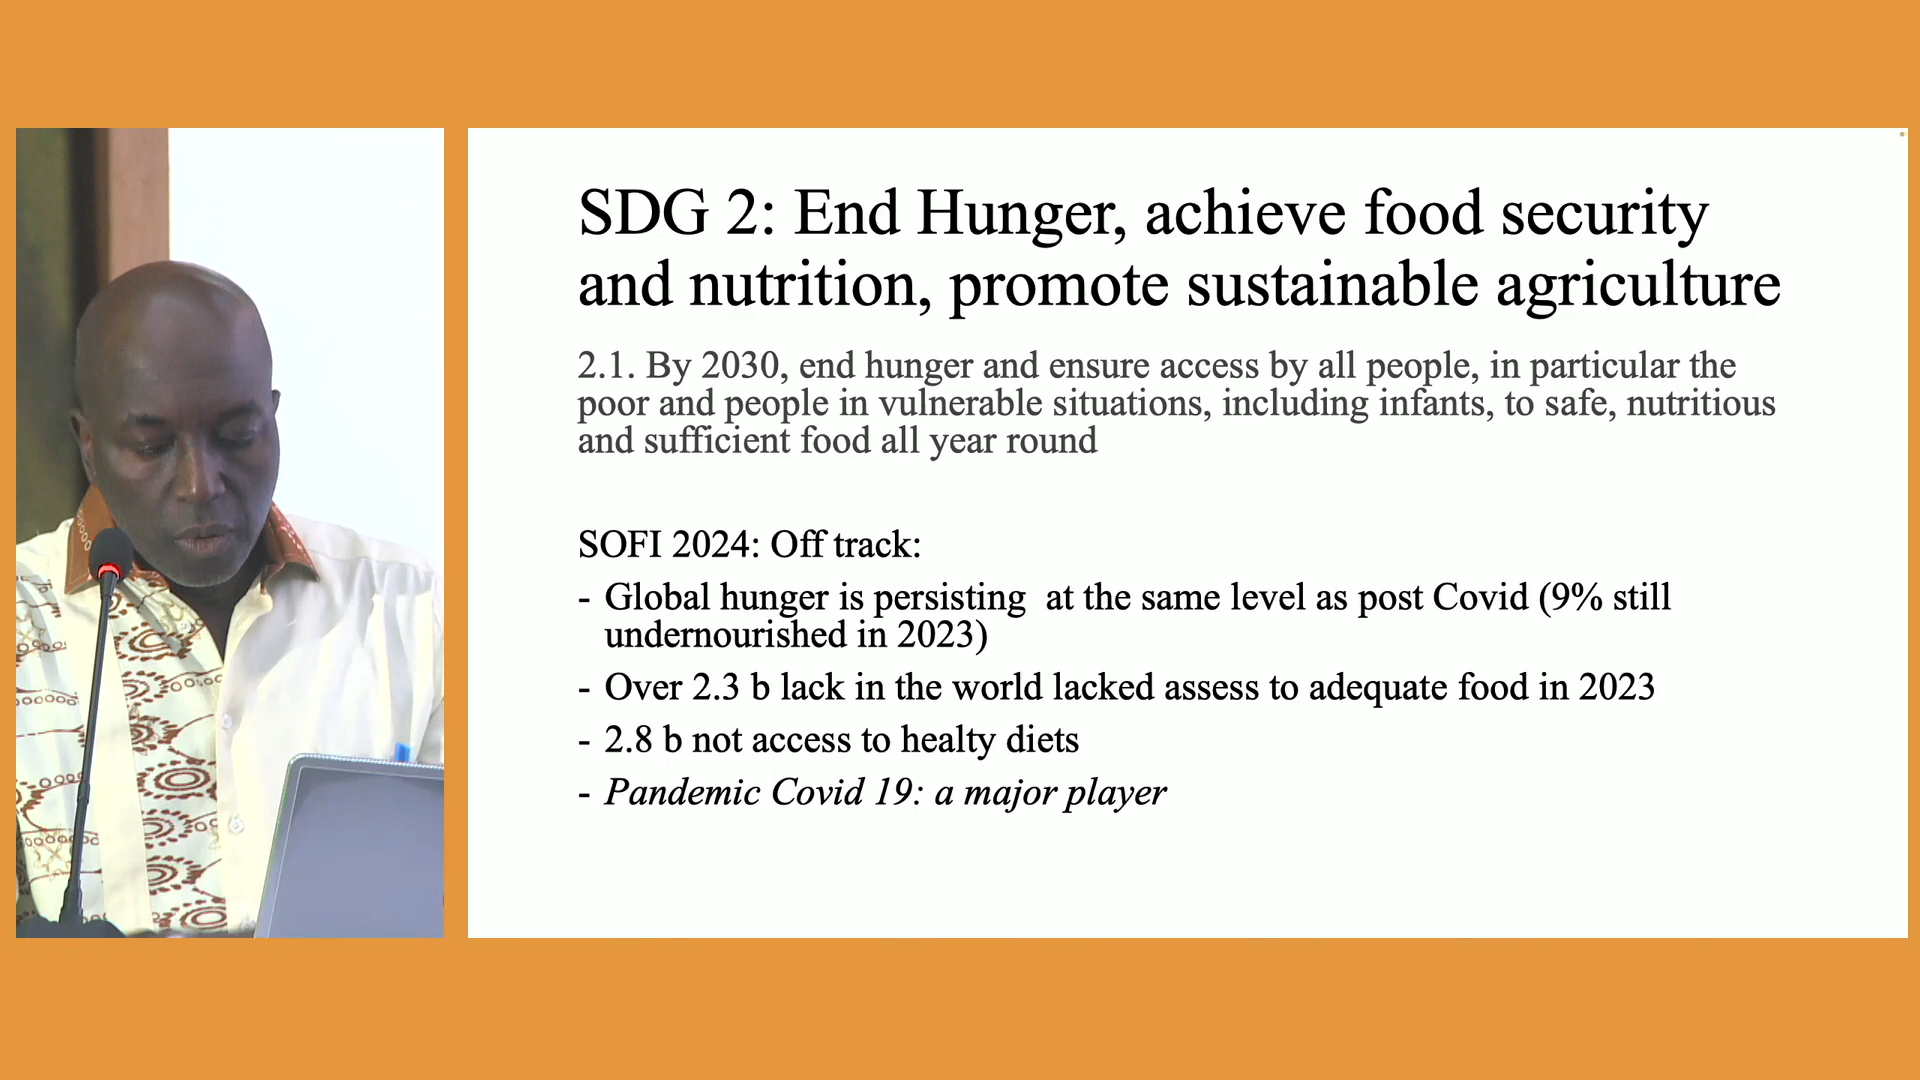 SDG 2: End Hunger, achieve food security
and nutrition, promote sustainable agriculture
2.1. By 2030, end hunger and ensure access by all people, in particular the
poor and people in vulnerable situations, including infants, to safe, nutritious
and sufficient food all year round
SOFI 2024: Off track:
- Global hunger is persisting  at the same level as post Covid (9% still
undernourished in 2023)
- Over 2.3 b lack in the world lacked assess to adequate food in 2023
- 2.8 b not access to healty diets
- Pandemic Covid 19: a major player